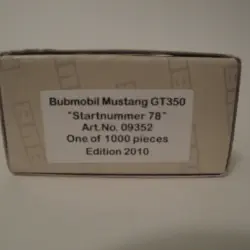 Bubmobil Mustang GT350
"Startnummer 78"
Art.No. 09352
One of 1000 pieces
Edition 2010